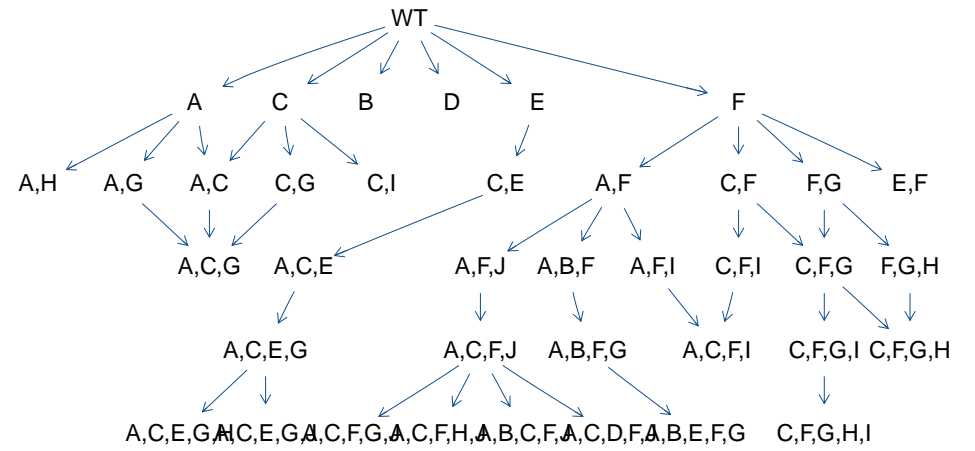 WT
A C B D E F
A,H A,G A,C C,G C,I C,E A,F C,F F,G E,F
A,C,G A,C,E A,F,J A,B,F A,F,I C,F,I C,F,G F,G,H
A,C,E,G A,C,F,J A,B,F,G A,C,F,I C,F,G,I C,F,G,H
A,C,E,G,H A,C,E,G,J A,C,F,G,J A,C,F,H,J A,B,C,F,J A,C,D,F,J A,B,E,F,G C,F,G,H,I